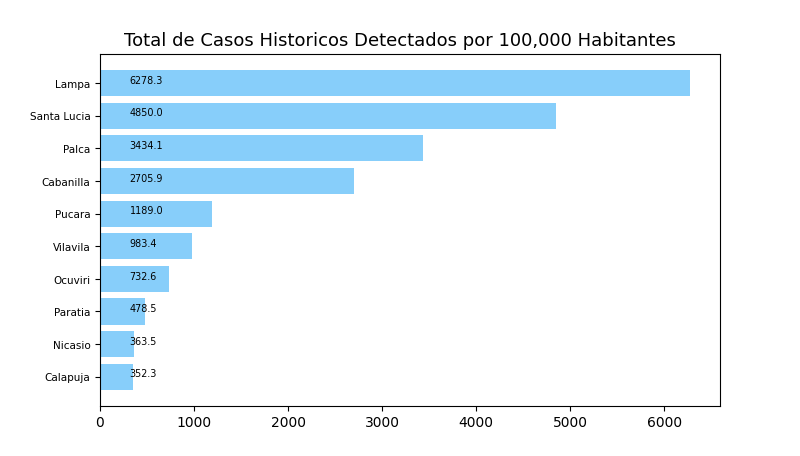 Total de Casos Historicos Detectados por 100,000 Habitantes
Lampa 6278.3
Santa Lucia 4850.0
Palca 3434.1
Cabanilla 2705.9
Pucara 1189.0
Vilavila 983.4
Ocuviri 732.6
Paratia 478.5
Nicasio 363.5
Calapuja 352.3
0 1000 2000 3000 4000 5000 6000